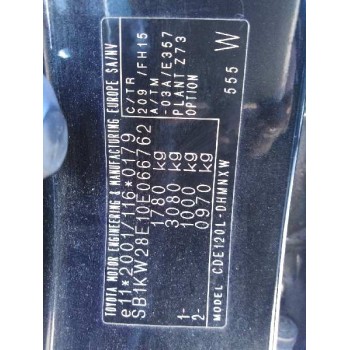 TOYOTA MOTOR ENGINEERING & MANUFACTURING EUROPE SA/NV
e11*2001/116*0179
SB1KW28E10E066762
1780 kg
3080 kg
1- 1000 kg
2- 0970 kg
MODEL CDE120L-DHMNXW
C/TR
209 /FH15
A/TM
-03A/E357
PLANT Z73
OPTION
555 W